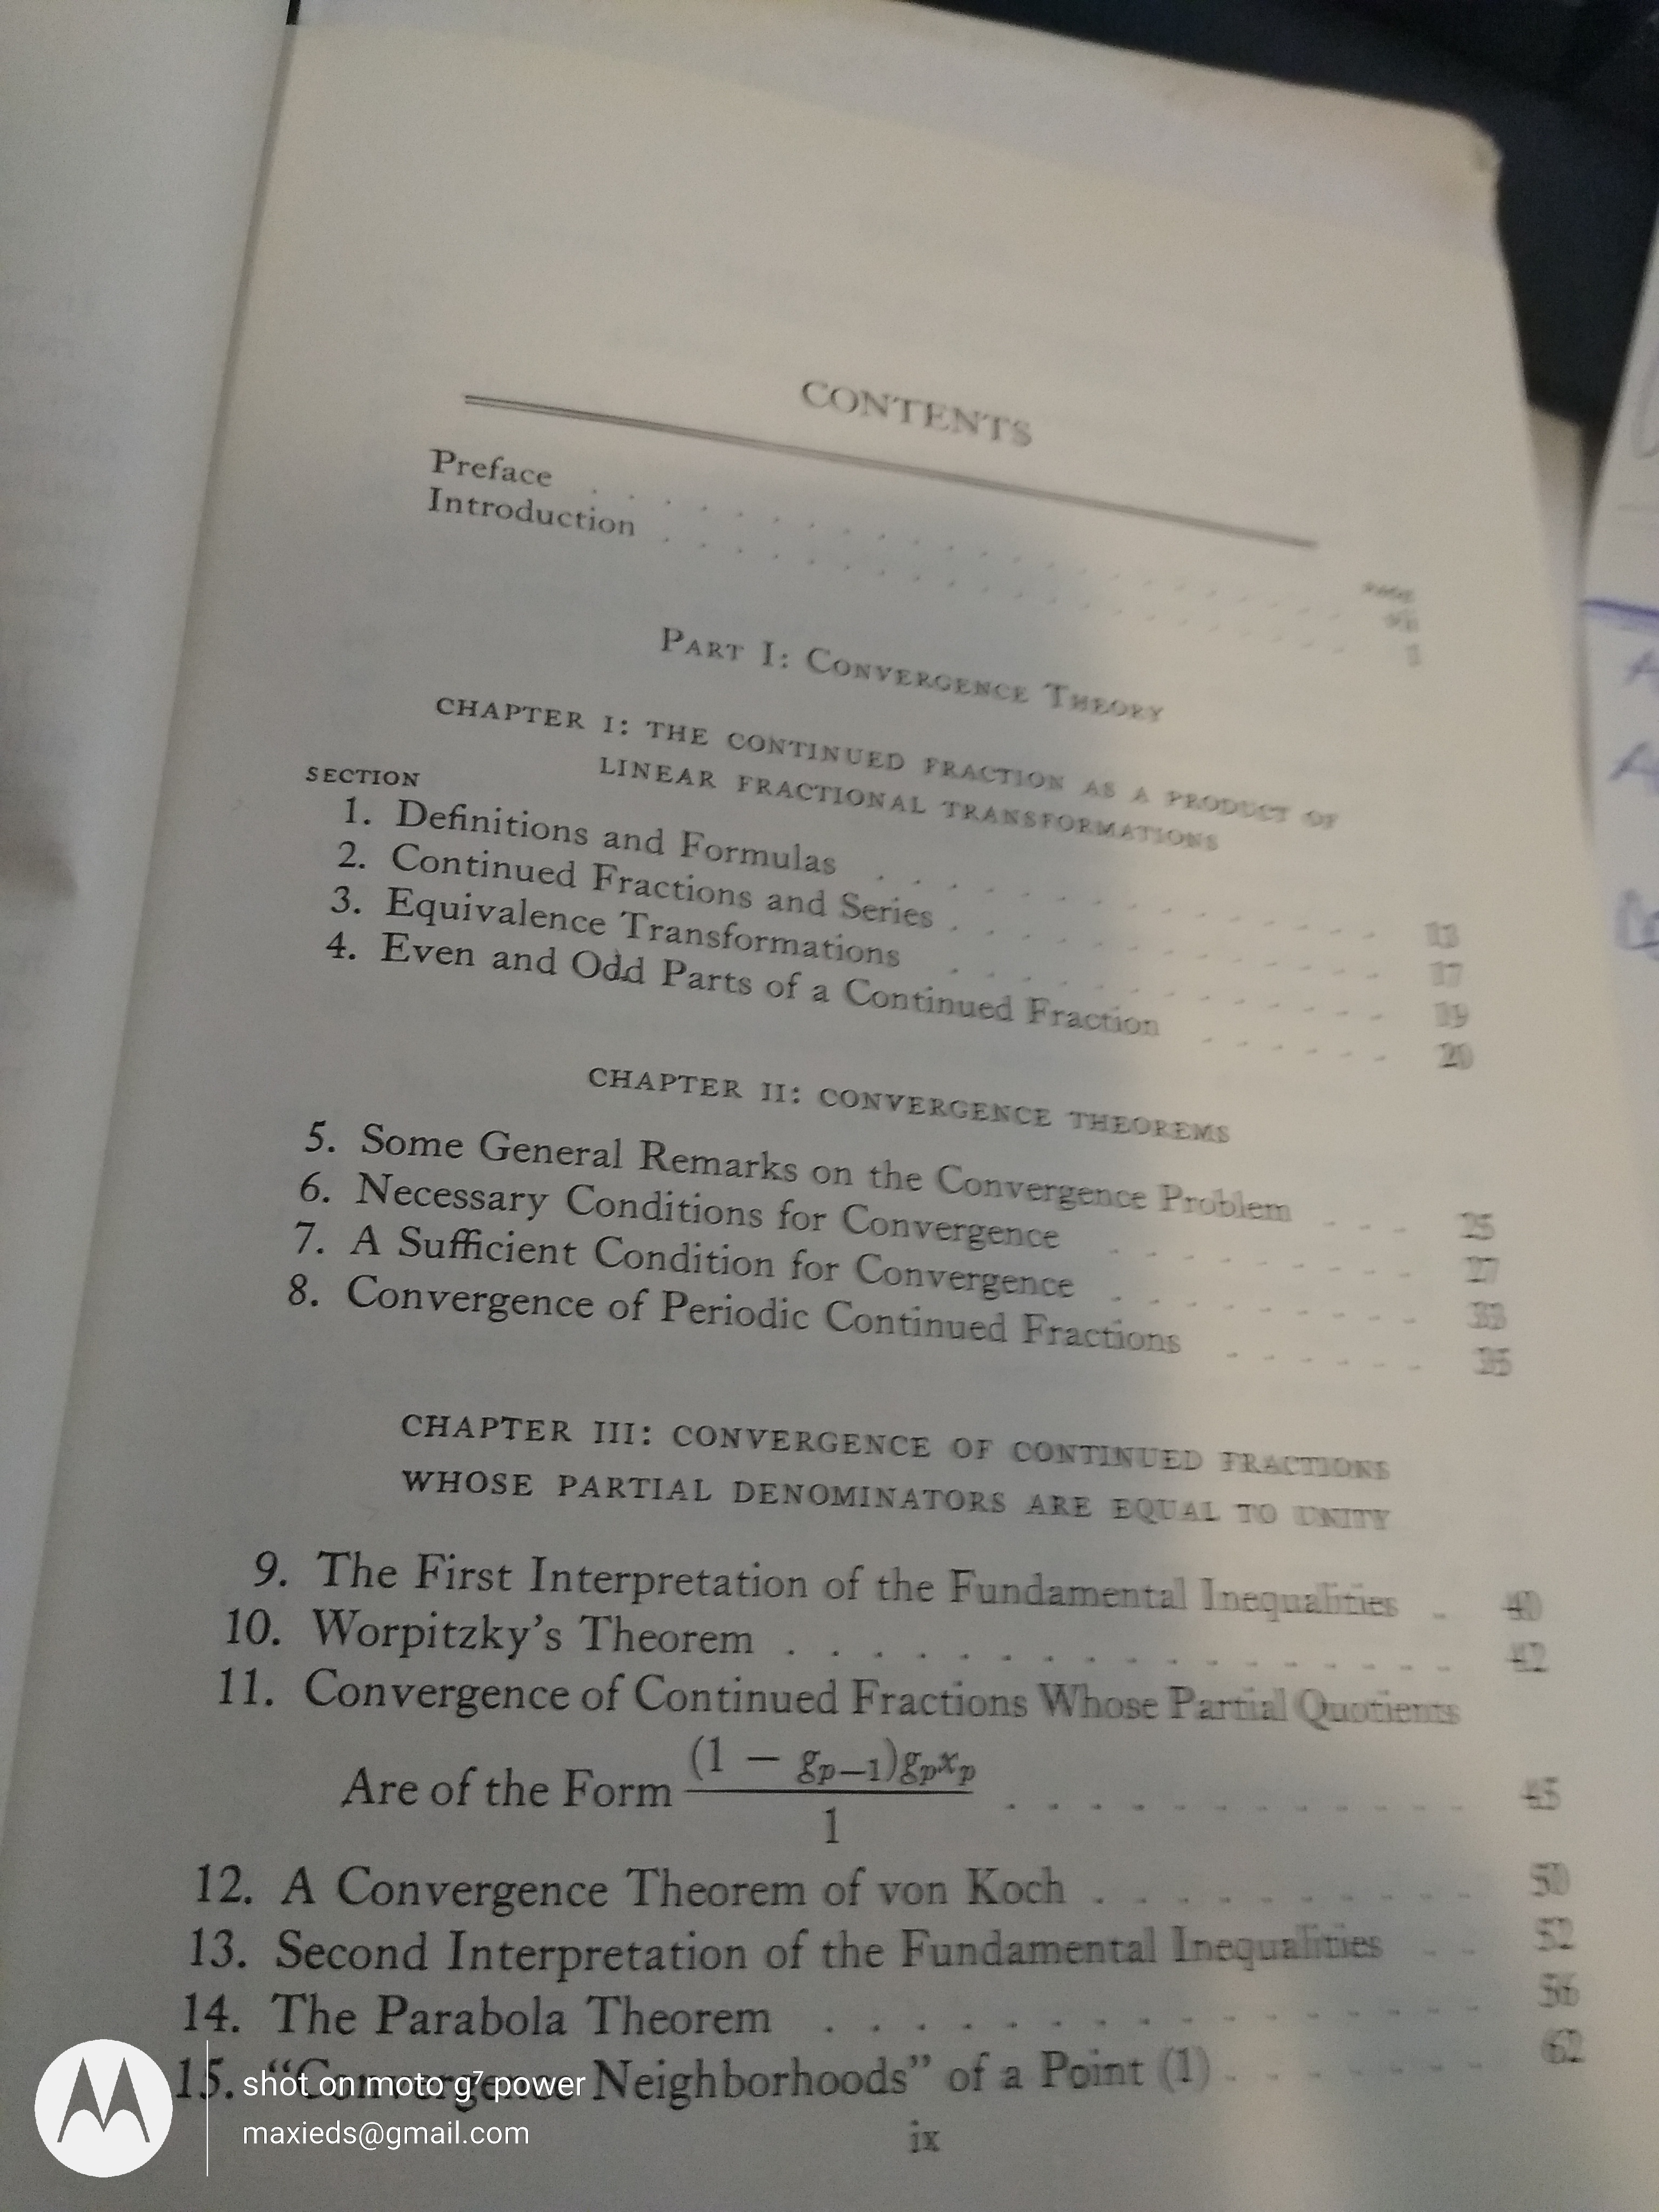 CONTENTS
PAGE
Preface . . . . . . . . . . . . . . . . . . . . . vii
Introduction . . . . . . . . . . . . . . . . . . . 1
PART I: CONVERGENCE THEORY
CHAPTER I: THE CONTINUED FRACTION AS A PRODUCT OF
LINEAR FRACTIONAL TRANSFORMATIONS
SECTION
1. Definitions and Formulas . . . . . . . . . . . . . . 13
2. Continued Fractions and Series . . . . . . . . . . . . 17
3. Equivalence Transformations . . . . . . . . . . . . 19
4. Even and Odd Parts of a Continued Fraction . . . . . . 20
CHAPTER II: CONVERGENCE THEOREMS
5. Some General Remarks on the Convergence Problem . . . 25
6. Necessary Conditions for Convergence . . . . . . . . . 27
7. A Sufficient Condition for Convergence . . . . . . . . . 33
8. Convergence of Periodic Continued Fractions . . . . . . 35
CHAPTER III: CONVERGENCE OF CONTINUED FRACTIONS
WHOSE PARTIAL DENOMINATORS ARE EQUAL TO UNITY
9. The First Interpretation of the Fundamental Inequalities . 40
10. Worpitzky's Theorem . . . . . . . . . . . . . . . . 42
11. Convergence of Continued Fractions Whose Partial Quotients
Are of the Form (1 − gp−1)gpxp / 1 . . . . . . . . . . . . . 45
12. A Convergence Theorem of von Koch . . . . . . . . . . 50
13. Second Interpretation of the Fundamental Inequalities . . 52
14. The Parabola Theorem . . . . . . . . . . . . . . . 56
15. "Convergence Neighborhoods" of a Point (1) . . . . . . . 62
ix
shot on moto g7 power
maxieds@gmail.com